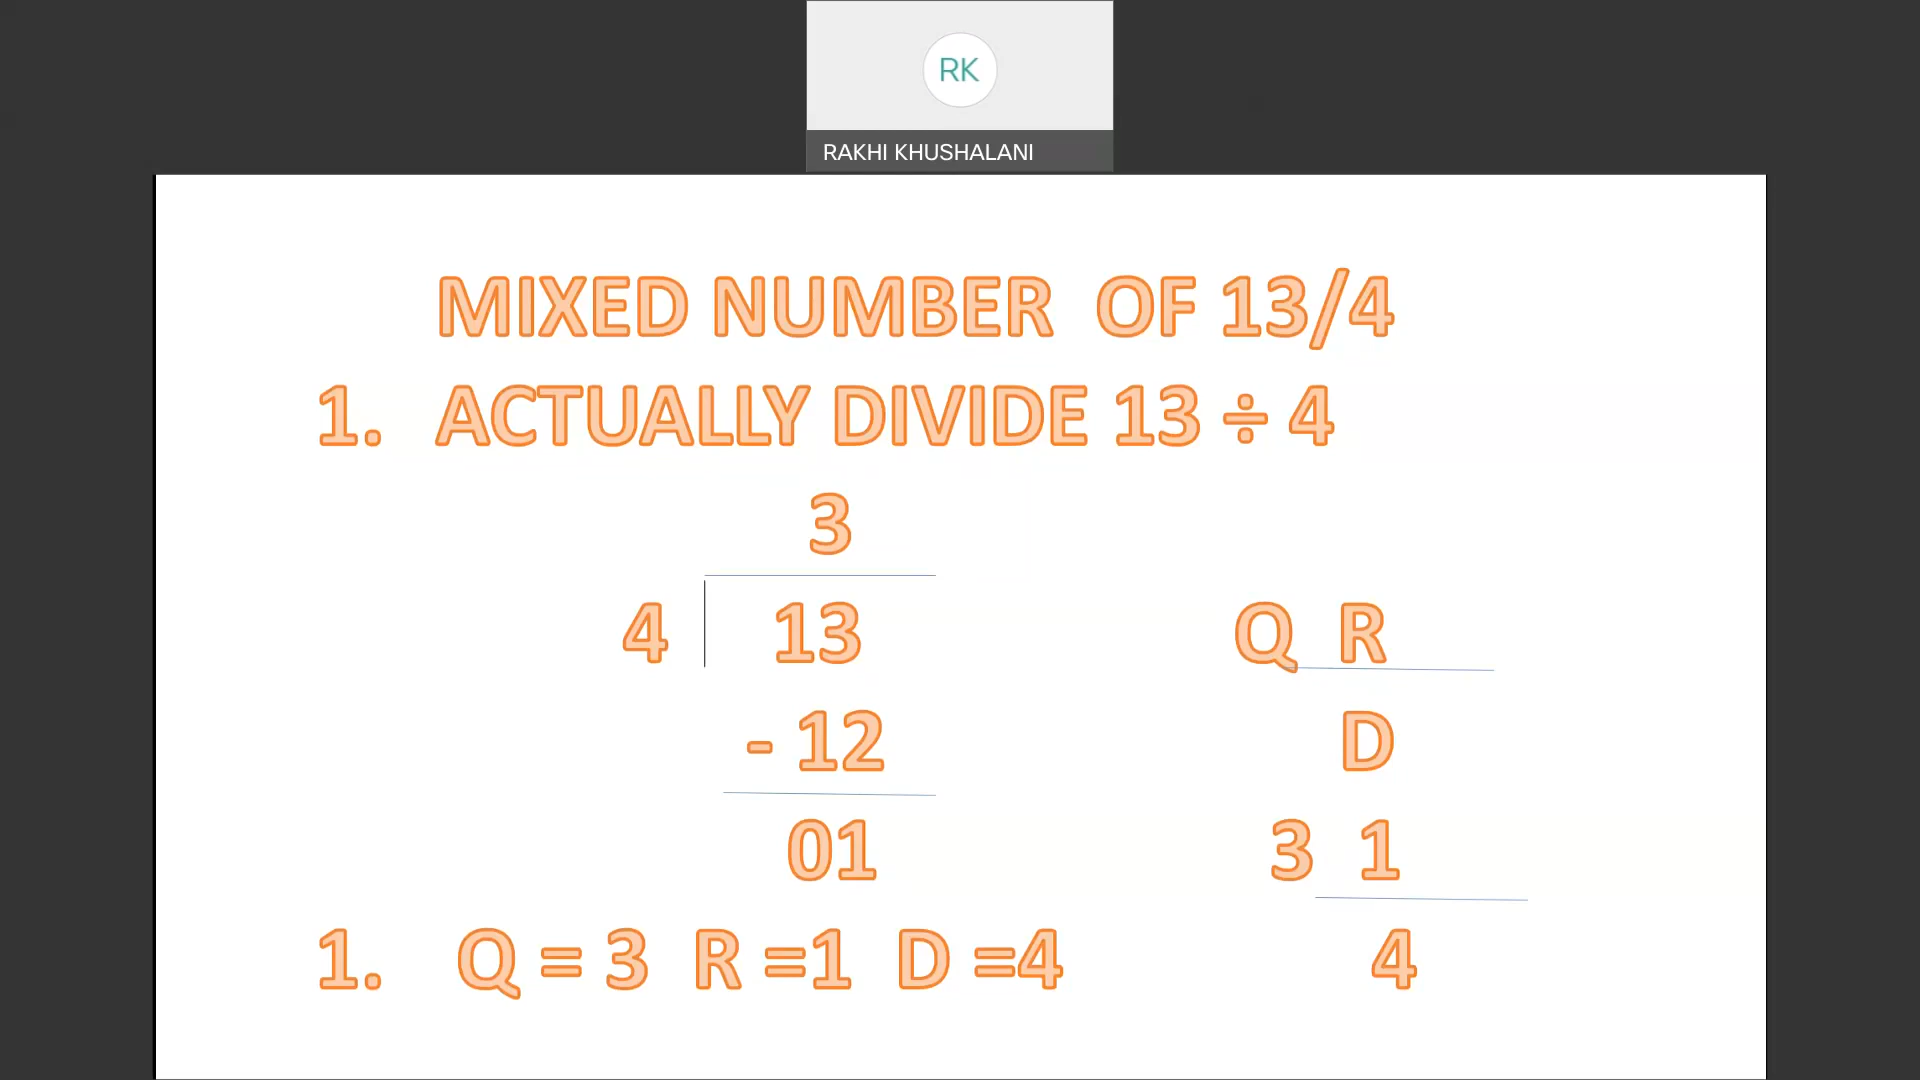 RK
RAKHI KHUSHALANI
MIXED NUMBER OF 13/4
1. ACTUALLY DIVIDE 13 ÷ 4
3
4 13 Q R
- 12 D
01 3 1
1. Q = 3 R =1 D =4 4